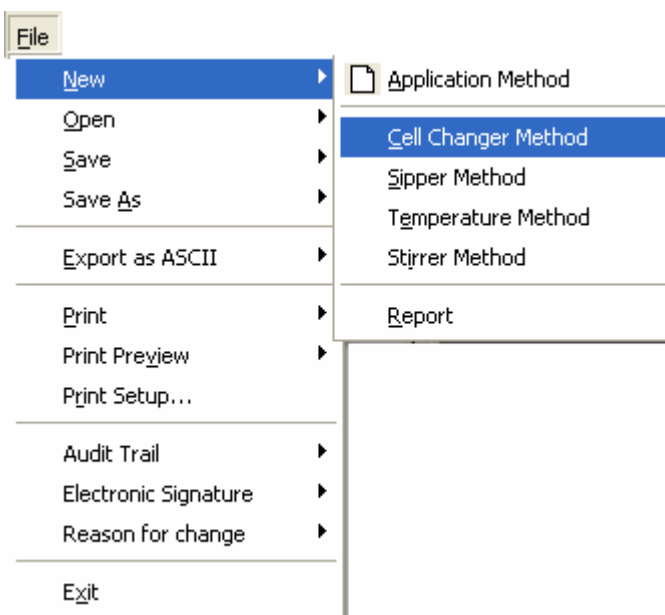 File
New
Open
Save
Save As
Export as ASCII
Print
Print Preview
Print Setup...
Audit Trail
Electronic Signature
Reason for change
Exit
Application Method
Cell Changer Method
Sipper Method
Temperature Method
Stirrer Method
Report